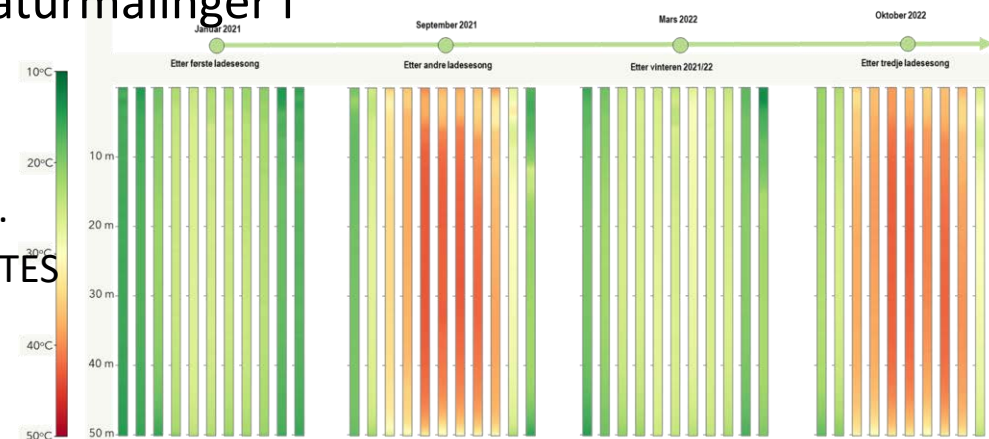 aturmålinger i
Januar 2021
September 2021
Mars 2022
Oktober 2022
Etter første ladesesong
Etter andre ladesesong
Etter vinteren 2021/22
Etter tredje ladesesong
.
TES
10°C
20°C
30°C
40°C
50°C
10 m
20 m
30 m
40 m
50 m